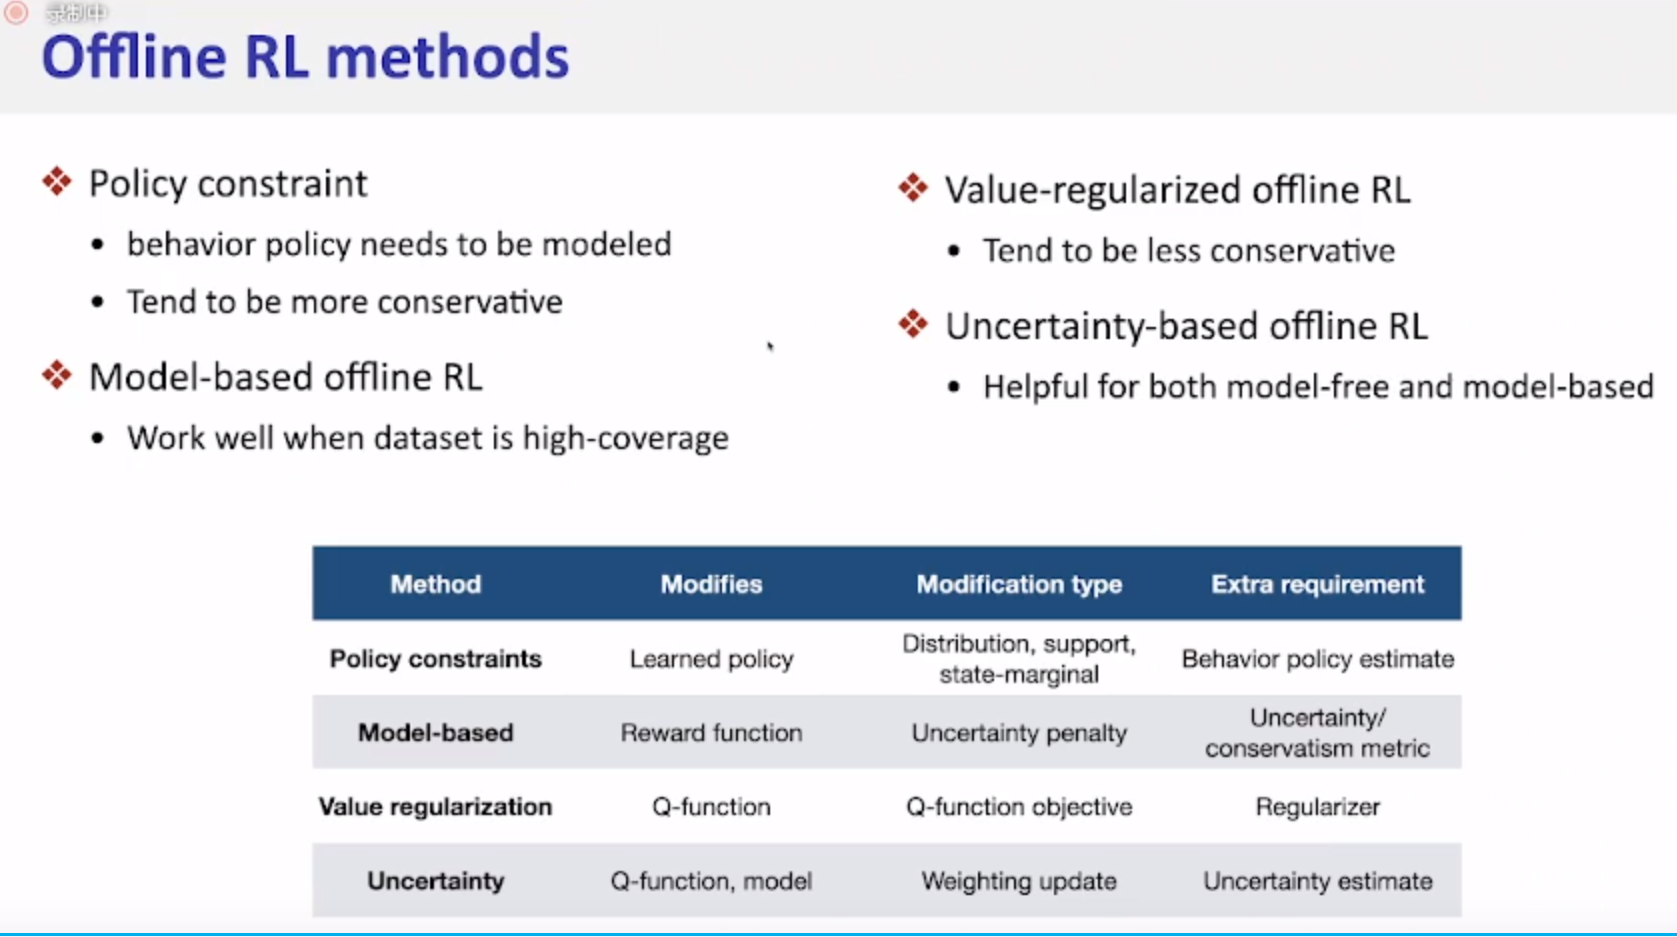 录制中
Offline RL methods
Policy constraint
• behavior policy needs to be modeled
• Tend to be more conservative
Model-based offline RL
• Work well when dataset is high-coverage
Value-regularized offline RL
• Tend to be less conservative
Uncertainty-based offline RL
• Helpful for both model-free and model-based
Method Modifies Modification type Extra requirement
Policy constraints Learned policy Distribution, support, state-marginal Behavior policy estimate
Model-based Reward function Uncertainty penalty Uncertainty/ conservatism metric
Value regularization Q-function Q-function objective Regularizer
Uncertainty Q-function, model Weighting update Uncertainty estimate